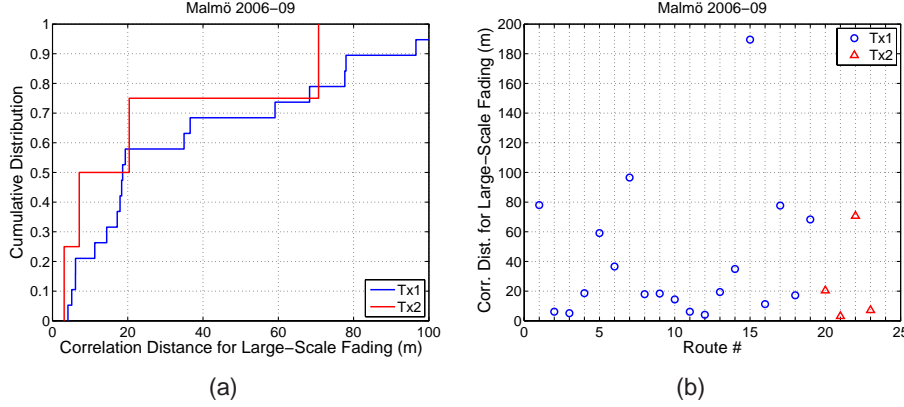 Malmö 2006−09
1
0.9
0.8
0.7
0.6
0.5
0.4
0.3
0.2
0.1
0
Cumulative Distribution
Tx1
Tx2
0 20 40 60 80 100
Correlation Distance for Large−Scale Fading (m)
(a)
Malmö 2006−09
200
180
160
140
120
100
80
60
40
20
0
Corr. Dist. for Large−Scale Fading (m)
Tx1
Tx2
0 5 10 15 20 25
Route #
(b)